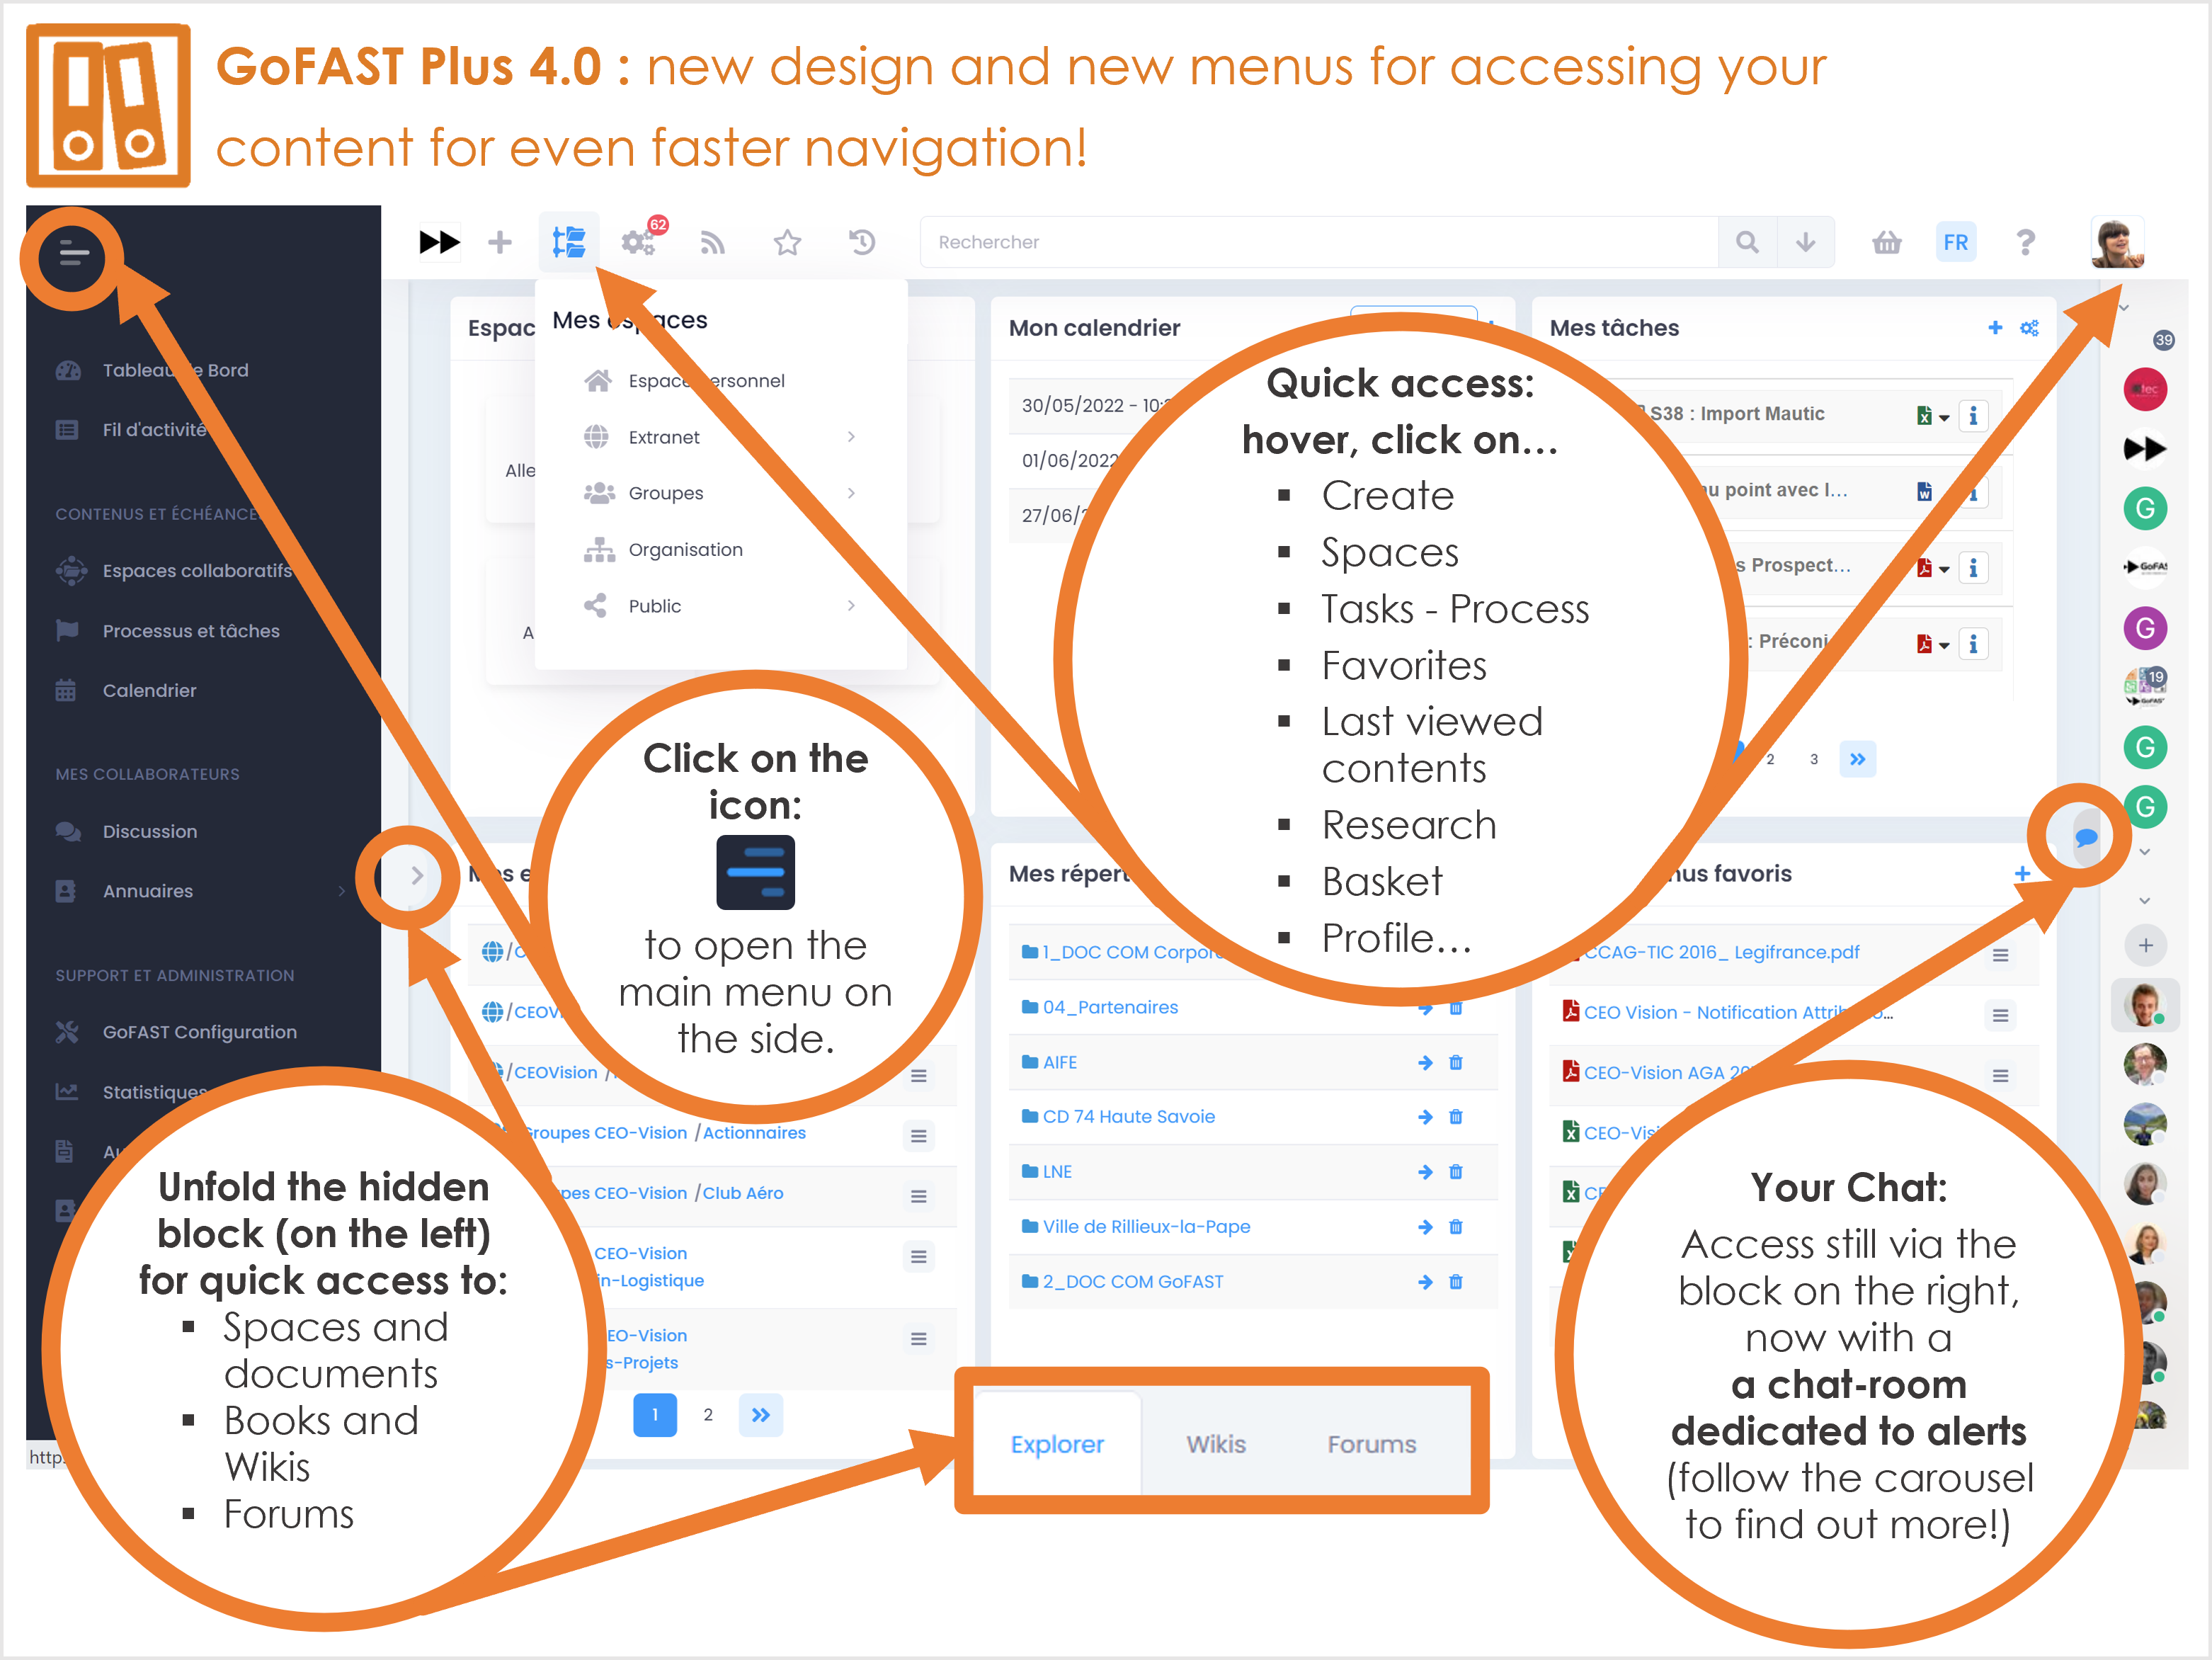 GoFAST Plus 4.0 : new design and new menus for accessing your
content for even faster navigation!
62
Rechercher
FR
Tableau de Bord
Fil d'activité
CONTENUS ET ÉCHÉANCE
Espaces collaboratifs
Processus et tâches
Calendrier
MES COLLABORATEURS
Discussion
Annuaires
SUPPORT ET ADMINISTRATION
GoFAST Configuration
Statistiques
http
Espac
Mes espaces
Espace personnel
Extranet
Groupes
Organisation
Public
Alle
A
Mon calendrier
30/05/2022 - 10:
01/06/2022
27/06/
Mes tâches
S38 : Import Mautic
au point avec l...
s Prospect...
: Préconi
2 3
39
tec
G
GoFAS
G
19
GoFAST
G
G
Quick access:
hover, click on...
▪ Create
▪ Spaces
▪ Tasks - Process
▪ Favorites
▪ Last viewed
contents
▪ Research
▪ Basket
▪ Profile...
Click on the
icon:
to open the
main menu on
the side.
Mes e
/C
/CEOV
/CEOVision /
Groupes CEO-Vision /Actionnaires
pes CEO-Vision /Club Aéro
CEO-Vision
in-Logistique
EO-Vision
s-Projets
1 2
Mes répert
1_DOC COM Corpor
04_Partenaires
AIFE
CD 74 Haute Savoie
LNE
Ville de Rillieux-la-Pape
2_DOC COM GoFAST
nus favoris
CCAG-TIC 2016_ Legifrance.pdf
CEO Vision - Notification Attrib o...
CEO-Vision AGA 20
CEO-Vis
CE
Unfold the hidden
block (on the left)
for quick access to:
▪ Spaces and
documents
▪ Books and
Wikis
▪ Forums
Explorer Wikis Forums
Your Chat:
Access still via the
block on the right,
now with a
a chat-room
dedicated to alerts
(follow the carousel
to find out more!)